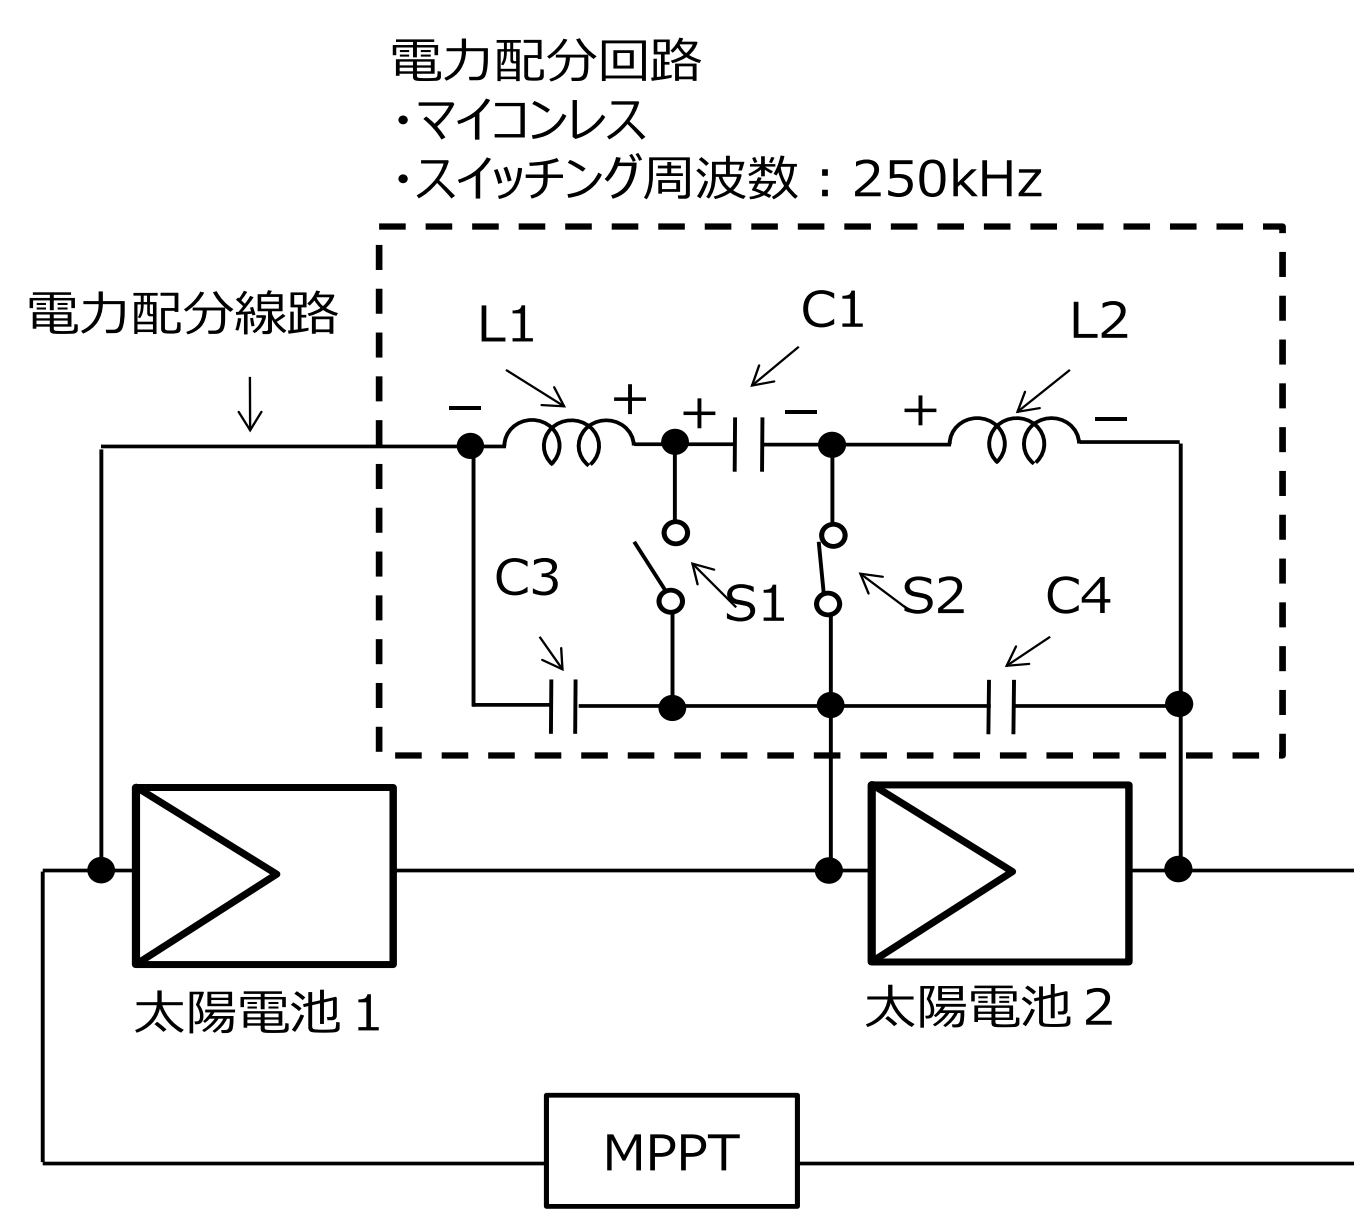 電力配分回路
・マイコンレス
・スイッチング周波数：250kHz
電力配分線路
L1
C1
L2
－
＋
＋
－
＋
－
C3
S1
S2
C4
太陽電池1
太陽電池2
MPPT